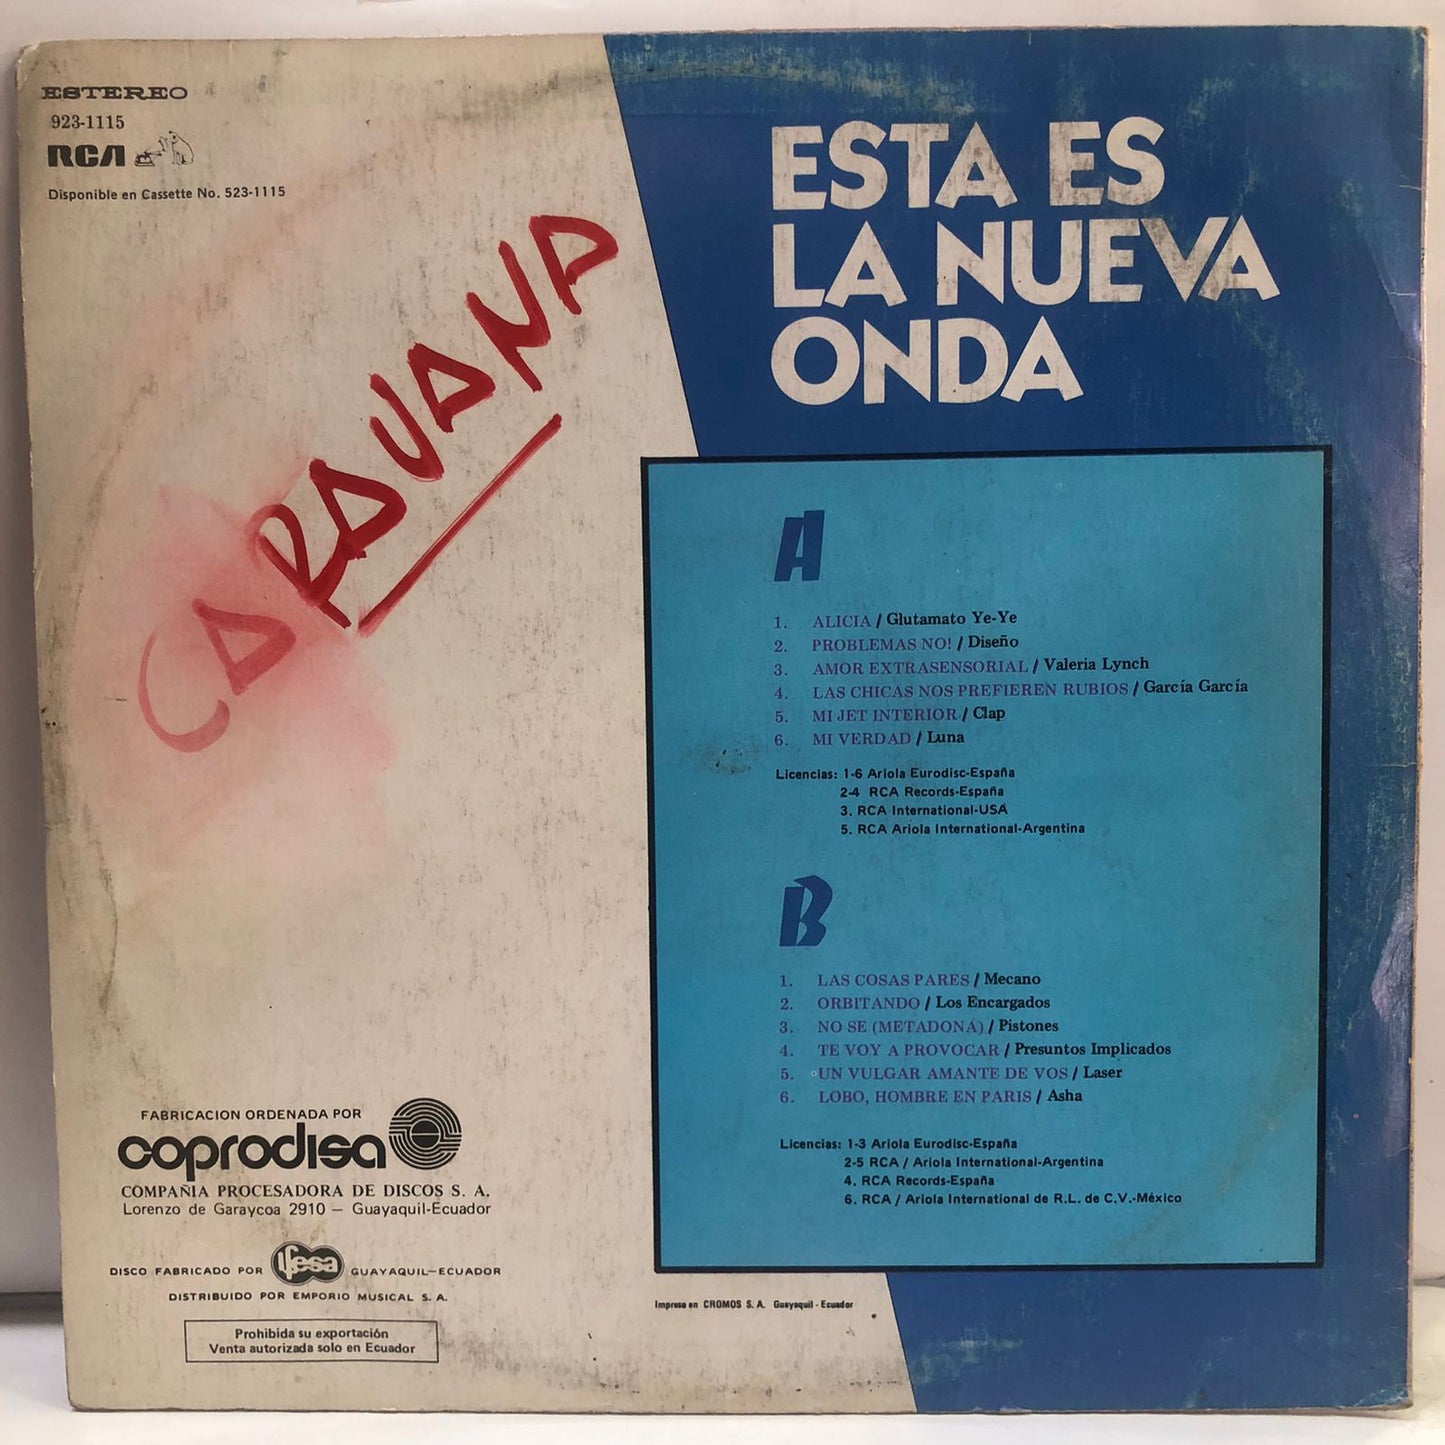 ESTEREO
923-1115
RCA
Disponible en Cassette No. 523-1115
CARAVANA
ESTA ES
LA NUEVA
ONDA
A
1. ALICIA / Glutamato Ye-Ye
2. PROBLEMAS NO! / Diseño
3. AMOR EXTRASENSORIAL / Valeria Lynch
4. LAS CHICAS NOS PREFIEREN RUBIOS / García García
5. MI JET INTERIOR / Clap
6. MI VERDAD / Luna
Licencias: 1-6 Ariola Eurodisc-España
2-4 RCA Records-España
3. RCA International-USA
5. RCA Ariola International-Argentina
B
1. LAS COSAS PARES / Mecano
2. ORBITANDO / Los Encargados
3. NO SE (METADONA) / Pistones
4. TE VOY A PROVOCAR / Presuntos Implicados
5. UN VULGAR AMANTE DE VOS / Laser
6. LOBO, HOMBRE EN PARIS / Asha
Licencias: 1-3 Ariola Eurodisc-España
2-5 RCA / Ariola International-Argentina
4. RCA Records-España
6. RCA / Ariola International de R.L. de C.V.-México
FABRICACION ORDENADA POR
coprodisa
COMPAÑIA PROCESADORA DE DISCOS S. A.
Lorenzo de Garaycoa 2910 – Guayaquil-Ecuador
DISCO FABRICADO POR ifesa GUAYAQUIL–ECUADOR
DISTRIBUIDO POR EMPORIO MUSICAL S. A.
Prohibida su exportación
Venta autorizada solo en Ecuador
Impreso en CROMOS S. A. Guayaquil - Ecuador